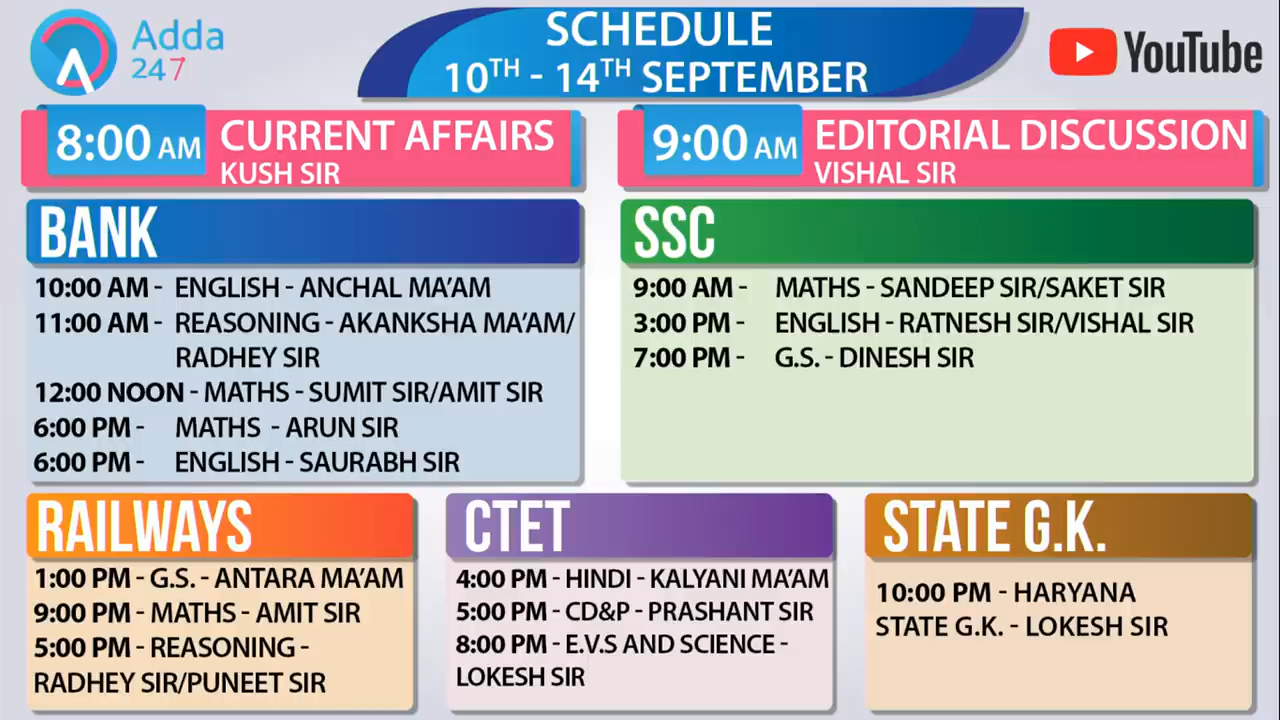 Adda
247
SCHEDULE
10TH - 14TH SEPTEMBER
YouTube
8:00 AM CURRENT AFFAIRS
KUSH SIR
9:00 AM EDITORIAL DISCUSSION
VISHAL SIR
BANK
10:00 AM - ENGLISH - ANCHAL MA'AM
11:00 AM - REASONING - AKANKSHA MA'AM/
RADHEY SIR
12:00 NOON - MATHS - SUMIT SIR/AMIT SIR
6:00 PM - MATHS - ARUN SIR
6:00 PM - ENGLISH - SAURABH SIR
SSC
9:00 AM - MATHS - SANDEEP SIR/SAKET SIR
3:00 PM - ENGLISH - RATNESH SIR/VISHAL SIR
7:00 PM - G.S. - DINESH SIR
RAILWAYS
1:00 PM - G.S. - ANTARA MA'AM
9:00 PM - MATHS - AMIT SIR
5:00 PM - REASONING -
RADHEY SIR/PUNEET SIR
CTET
4:00 PM - HINDI - KALYANI MA'AM
5:00 PM - CD&P - PRASHANT SIR
8:00 PM - E.V.S AND SCIENCE -
LOKESH SIR
STATE G.K.
10:00 PM - HARYANA
STATE G.K. - LOKESH SIR